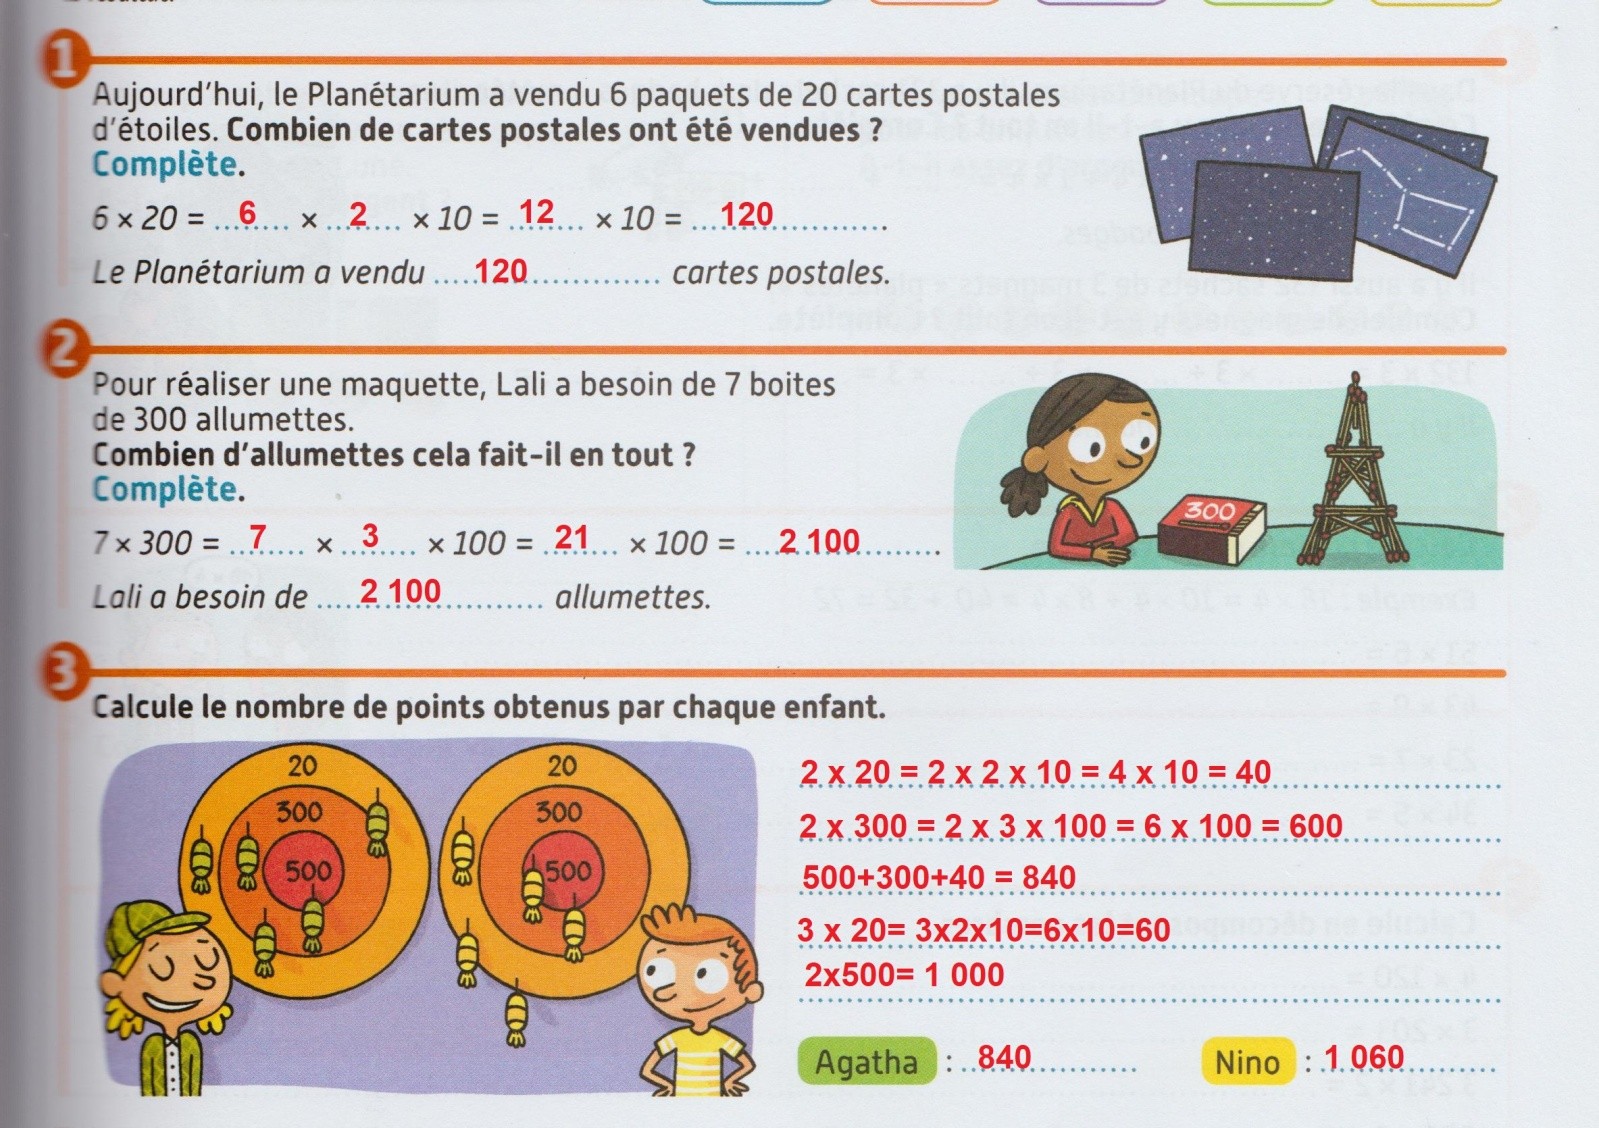 1
Aujourd'hui, le Planétarium a vendu 6 paquets de 20 cartes postales
d'étoiles. Combien de cartes postales ont été vendues ?
Complète.
6 × 20 = 6 × 2 × 10 = 12 × 10 = 120.
Le Planétarium a vendu 120 cartes postales.
2
Pour réaliser une maquette, Lali a besoin de 7 boites
de 300 allumettes.
Combien d'allumettes cela fait-il en tout ?
Complète.
7 × 300 = 7 × 3 × 100 = 21 × 100 = 2 100.
Lali a besoin de 2 100 allumettes.
300
3
Calcule le nombre de points obtenus par chaque enfant.
20
300
500
20
300
500
2 x 20 = 2 x 2 x 10 = 4 x 10 = 40
2 x 300 = 2 x 3 x 100 = 6 x 100 = 600
500+300+40 = 840
3 x 20= 3x2x10=6x10=60
2x500= 1 000
Agatha : 840
Nino : 1 060